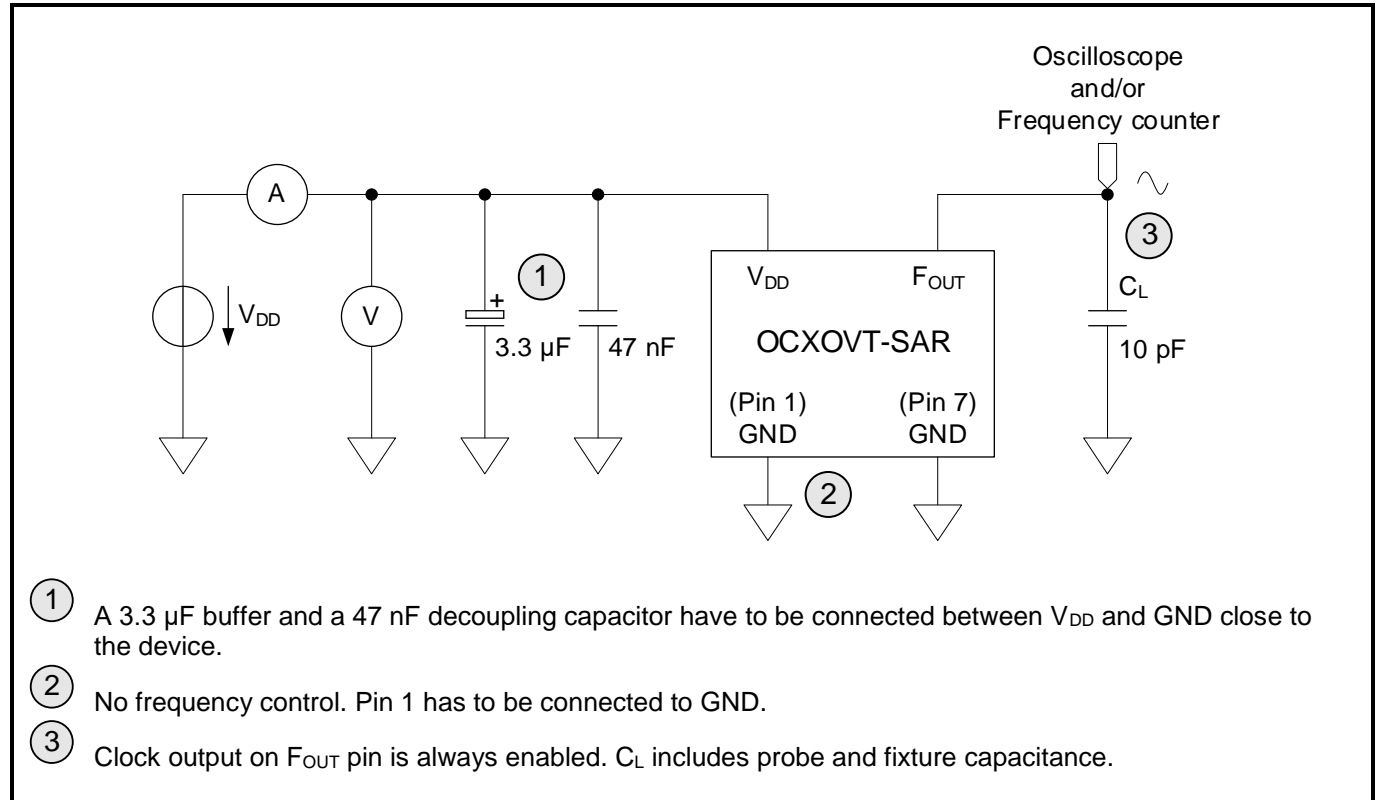 Oscilloscope
and/or
Frequency counter
A
3
VDD FOUT
CL
1
+
VDD
V
3.3 µF 47 nF
OCXOVT-SAR
10 pF
(Pin 1) (Pin 7)
GND GND
2
1 A 3.3 µF buffer and a 47 nF decoupling capacitor have to be connected between VDD and GND close to
the device.
2 No frequency control. Pin 1 has to be connected to GND.
3 Clock output on FOUT pin is always enabled. CL includes probe and fixture capacitance.